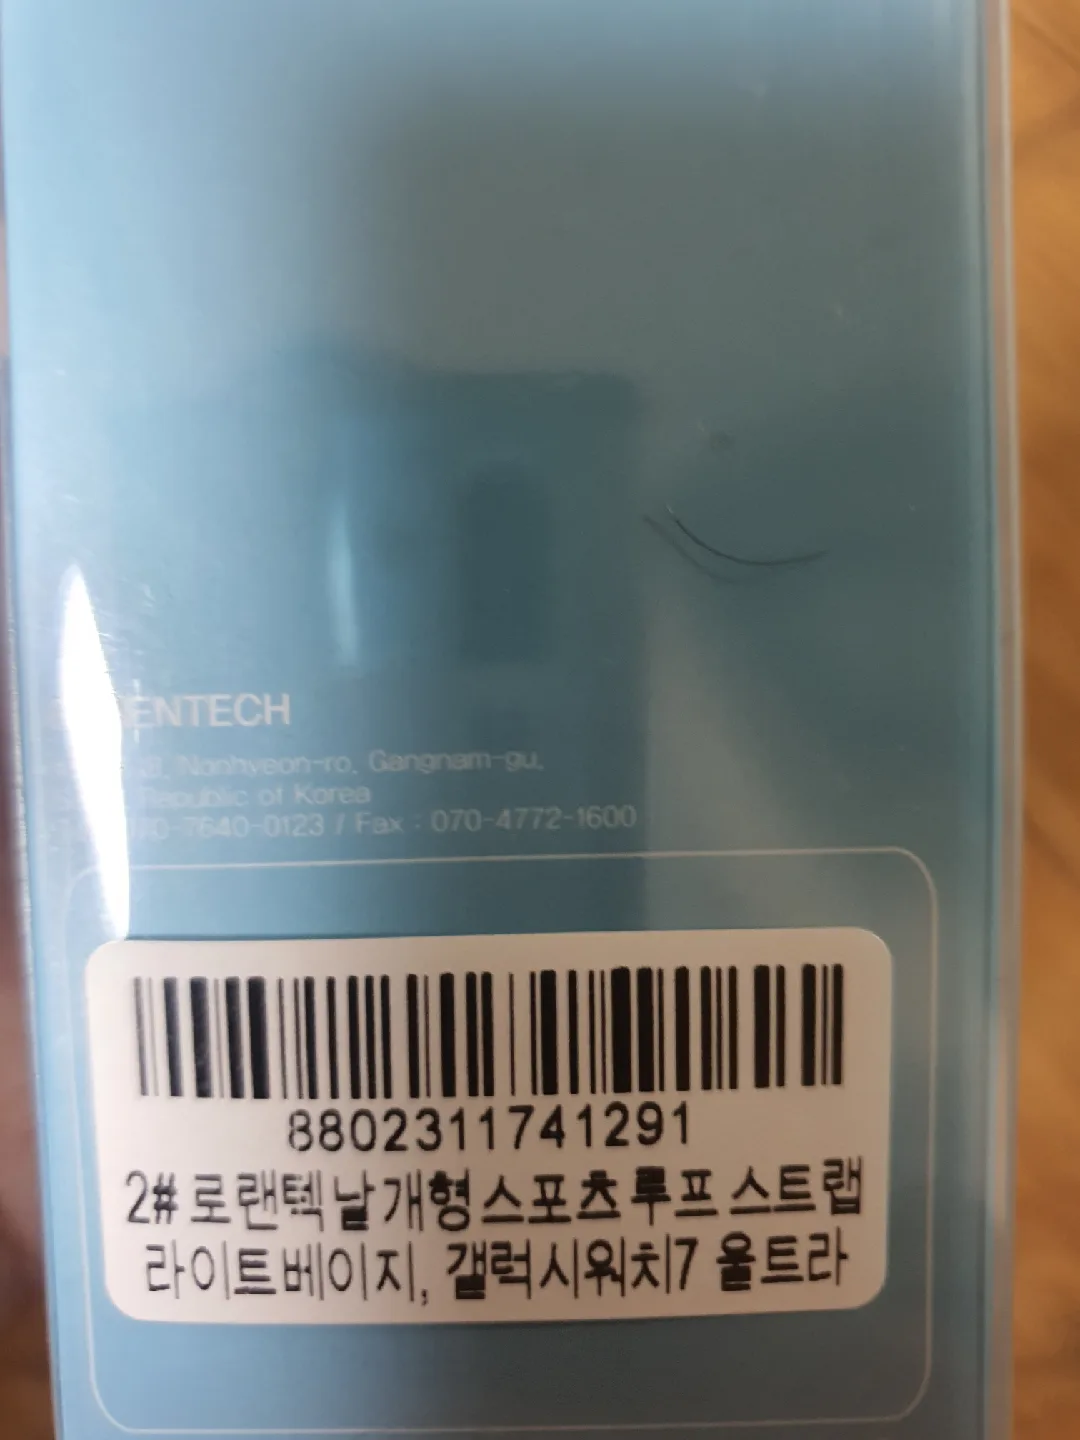 ENTECH
Nonhyeon-ro, Gangnam-gu,
Republic of Korea
7640-0123 / Fax : 070-4772-1600
8802311741291
2# 로랜텍 날개형 스포츠 루프 스트랩
라이트베이지, 갤럭시워치7 울트라